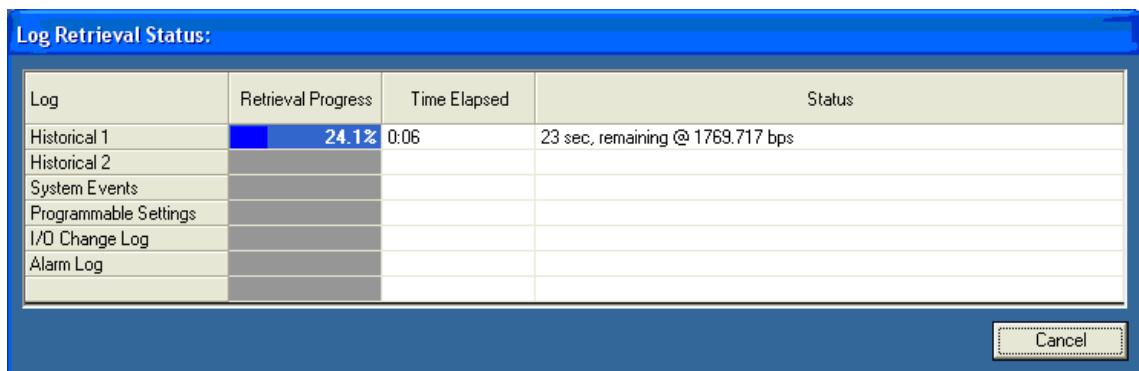 Log Retrieval Status:
Log Retrieval Progress Time Elapsed Status
Historical 1 24.1% 0:06 23 sec, remaining @ 1769.717 bps
Historical 2
System Events
Programmable Settings
I/O Change Log
Alarm Log
Cancel